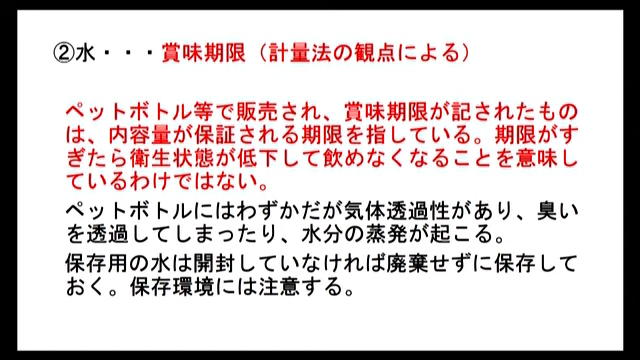 ②水・・・賞味期限（計量法の観点による）
ペットボトル等で販売され、賞味期限が記されたもの
は、内容量が保証される期限を指している。期限がす
ぎたら衛生状態が低下して飲めなくなることを意味し
ているわけではない。
ペットボトルにはわずかだが気体透過性があり、臭い
を透過してしまったり、水分の蒸発が起こる。
保存用の水は開封していなければ廃棄せずに保存して
おく。保存環境には注意する。